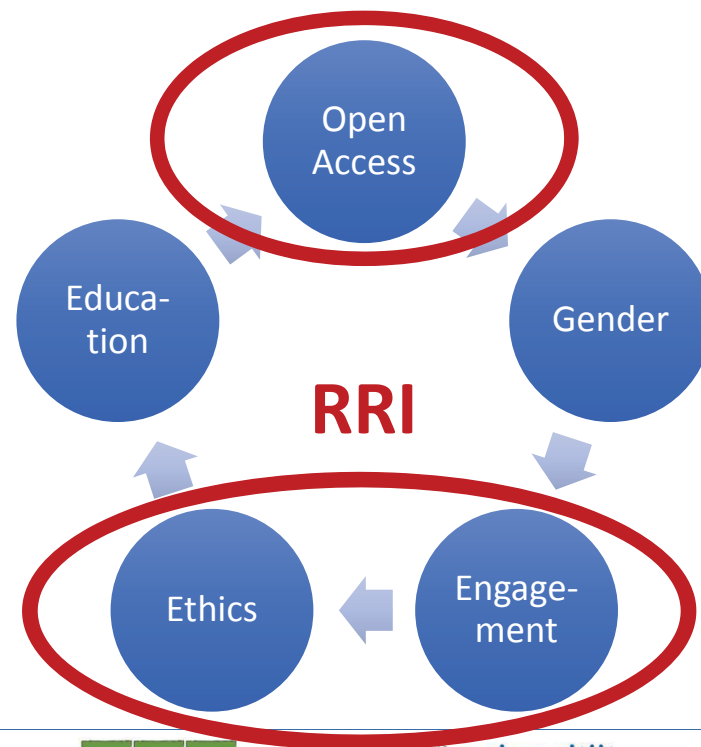 Open
Access
Educa-
tion
Gender
RRI
Ethics
Engage-
ment